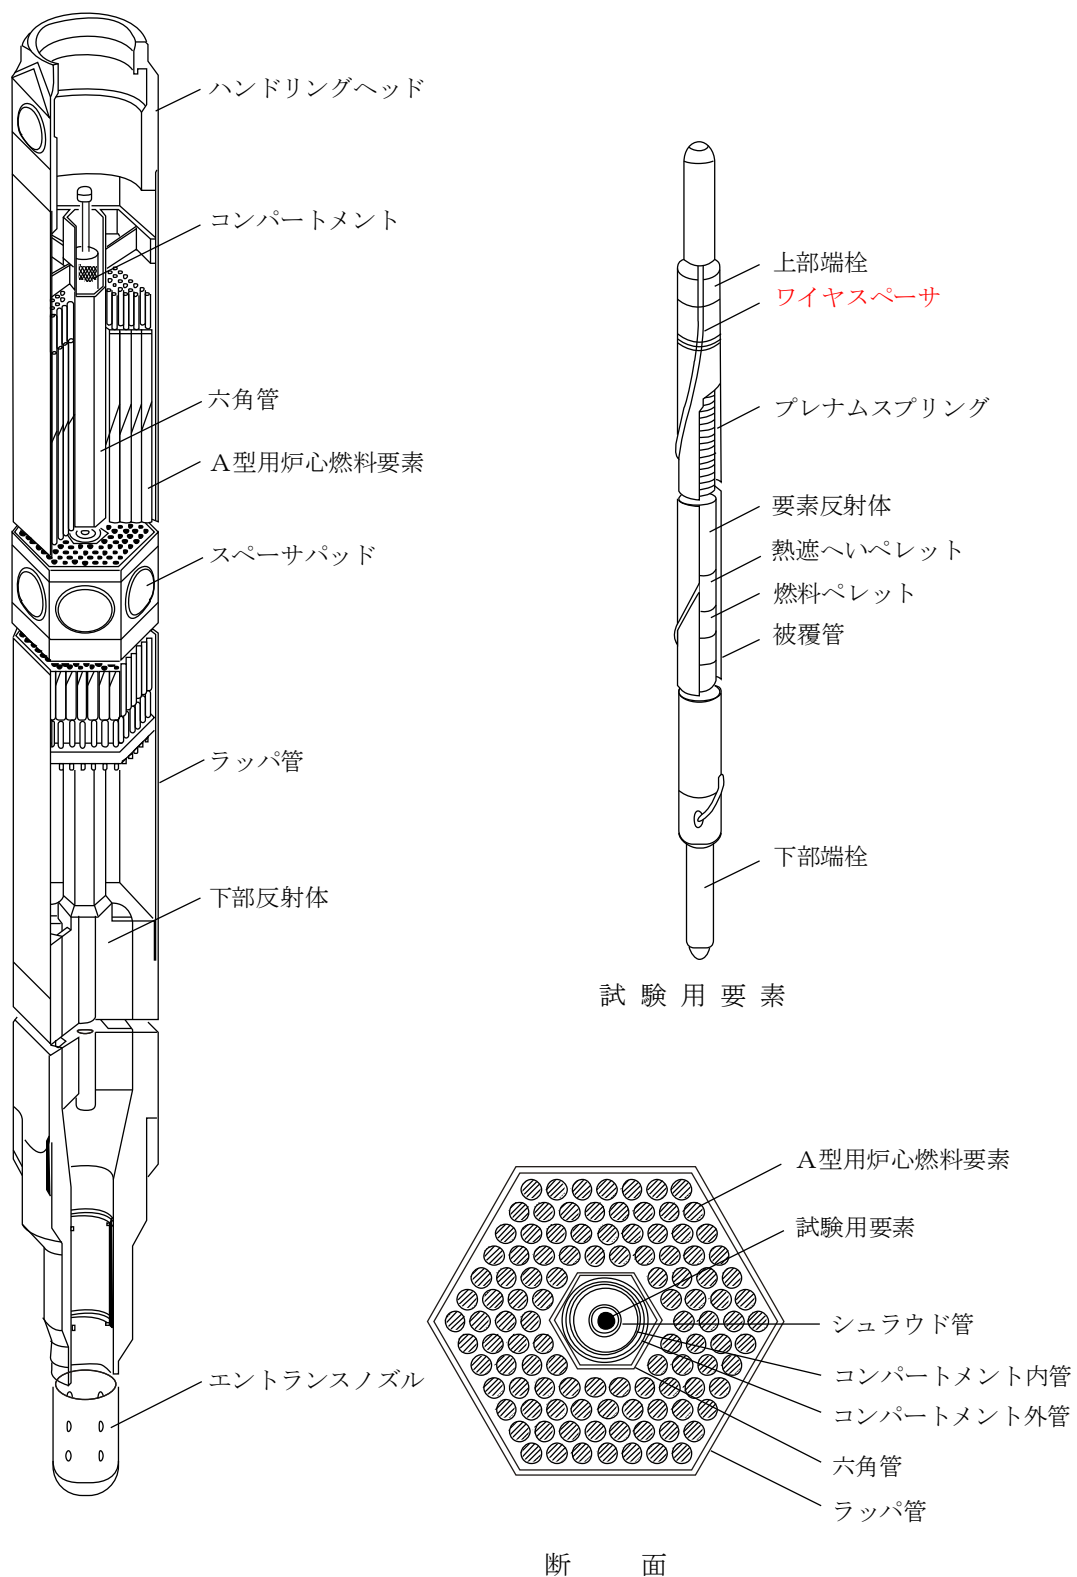 ハンドリングヘッド
コンパートメント
六角管
A型用炉心燃料要素
スペーサパッド
ラッパ管
下部反射体
エントランスノズル
上部端栓
ワイヤスペーサ
プレナムスプリング
要素反射体
熱遮へいペレット
燃料ペレット
被覆管
下部端栓
試験用要素
A型用炉心燃料要素
試験用要素
シュラウド管
コンパートメント内管
コンパートメント外管
六角管
ラッパ管
断面